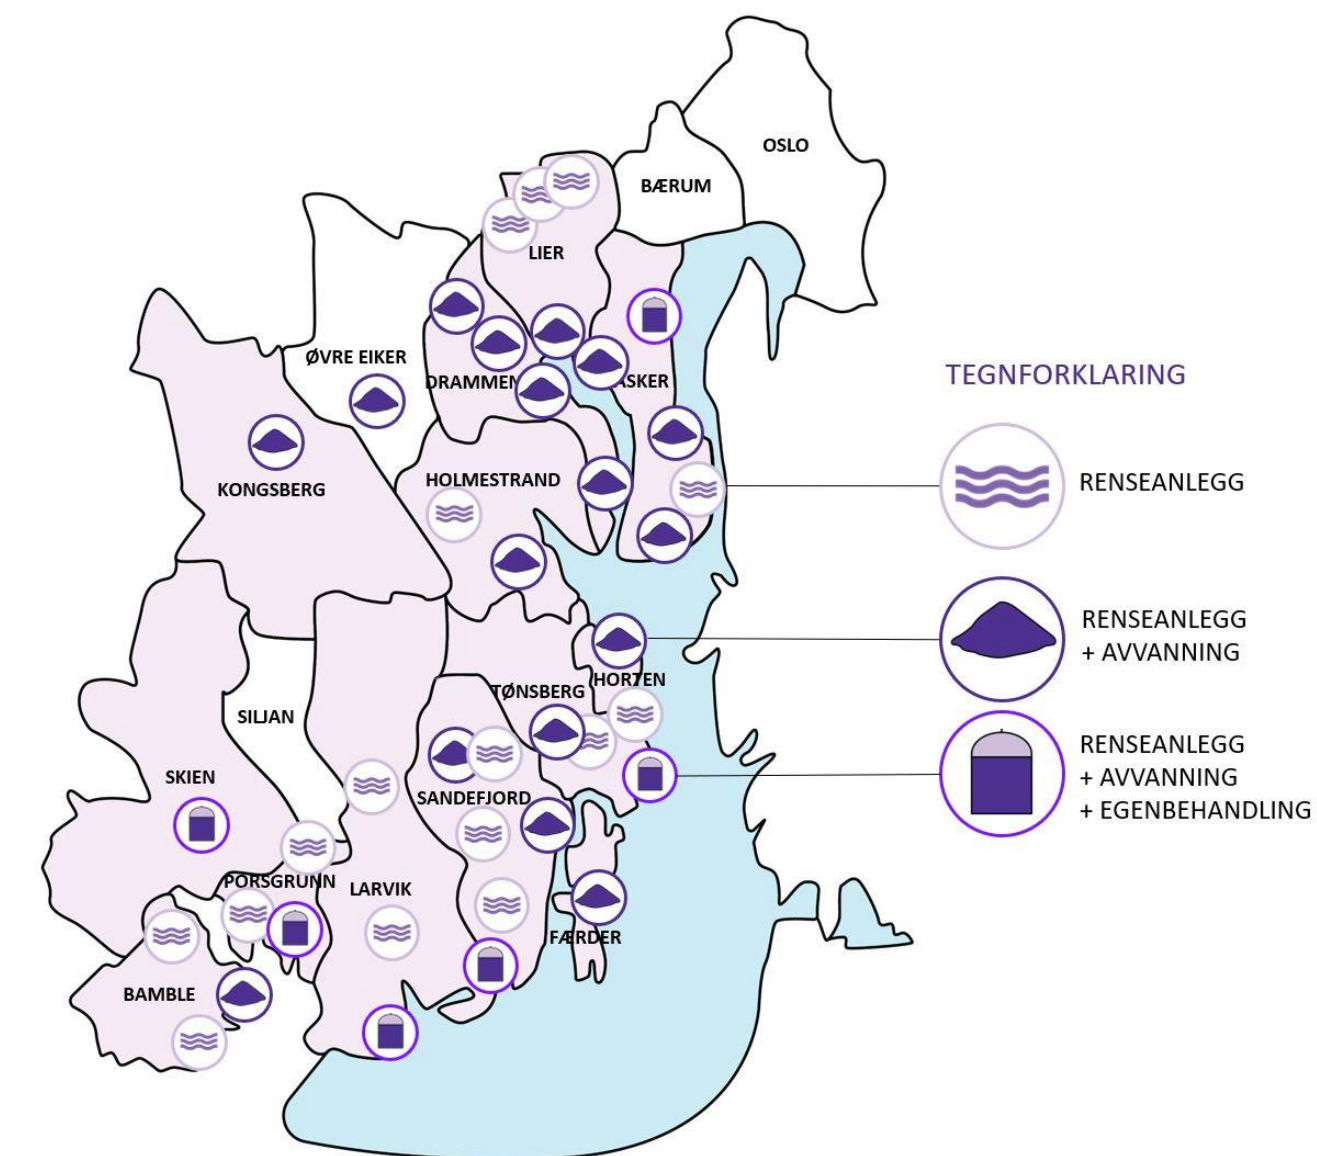 OSLO
BÆRUM
LIER
ØVRE EIKER
DRAMMEN
ASKER
TEGNFORKLARING
HOLMESTRAND
KONGSBERG
RENSEANLEGG
RENSEANLEGG
+ AVVANNING
HORTEN
TØNSBERG
SILJAN
RENSEANLEGG
+ AVVANNING
+ EGENBEHANDLING
SKIEN
SANDEFJORD
PORSGRUNN
LARVIK
FÆRDER
BAMBLE